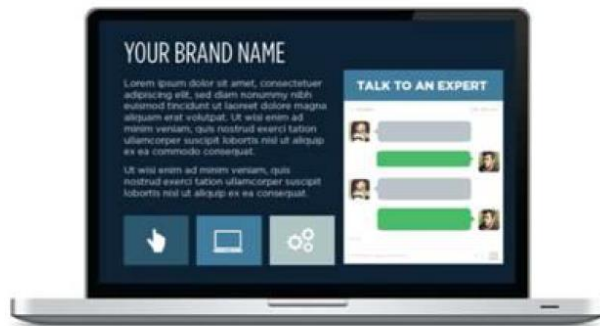 YOUR BRAND NAME
Lorem ipsum dolor sit amet, consectetuer
adipiscing elit, sed diam nonummy nibh
euismod tincidunt ut laoreet dolore magna
aliquam erat volutpat. Ut wisi enim ad
minim veniam, quis nostrud exerci tation
ullamcorper suscipit lobortis nisl ut aliquip
ex ea commodo consequat.
Ut wisi enim ad minim veniam, quis
nostrud exerci tation ullamcorper suscipit
lobortis nisl ut aliquip ex ea consequat.
TALK TO AN EXPERT